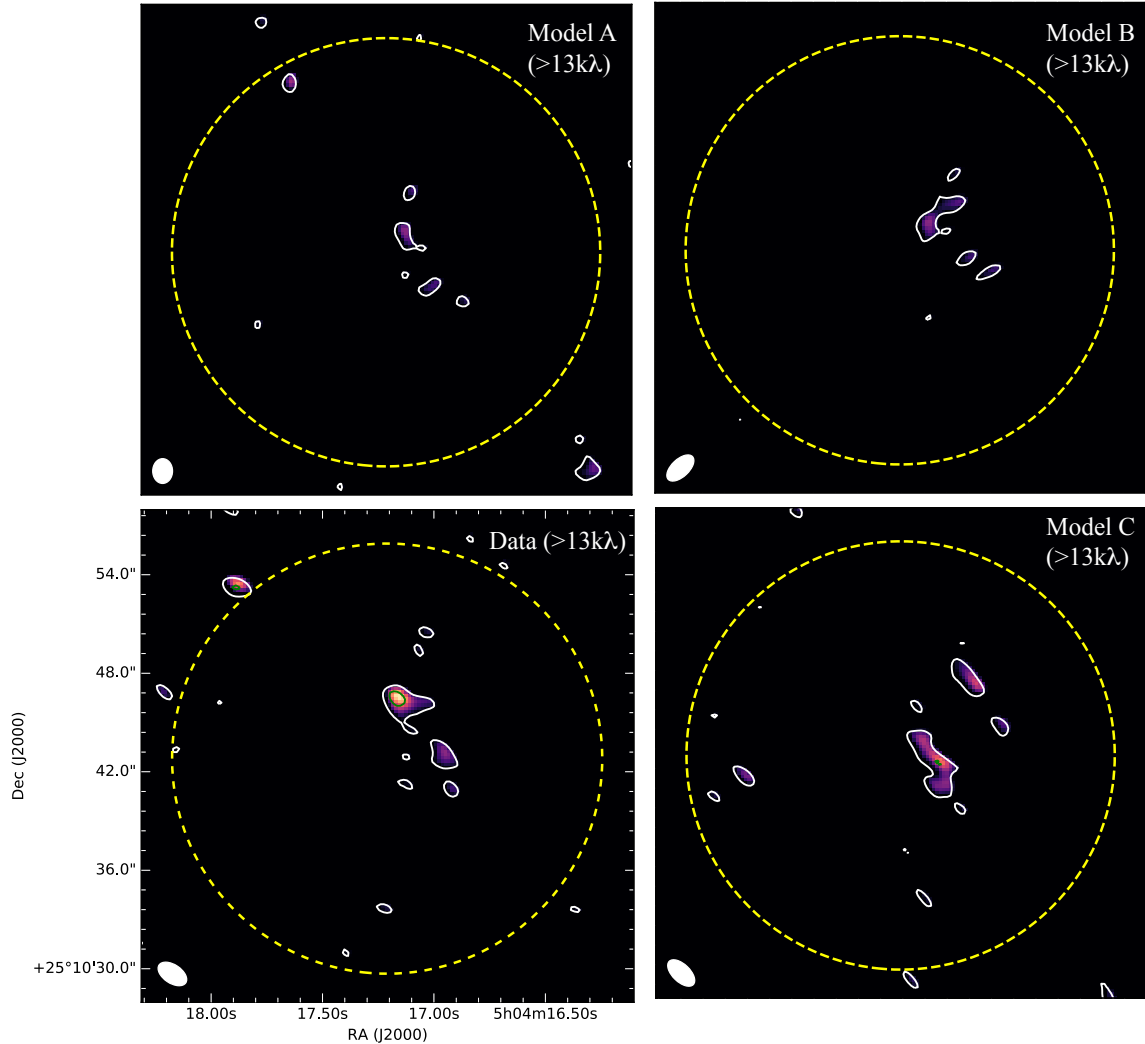 Model A
(>13kλ)
Model B
(>13kλ)
Data (>13kλ)
Model C
(>13kλ)
54.0"
48.0"
42.0"
36.0"
+25°10'30.0"
Dec (J2000)
18.00s 17.50s 17.00s 5h04m16.50s
RA (J2000)